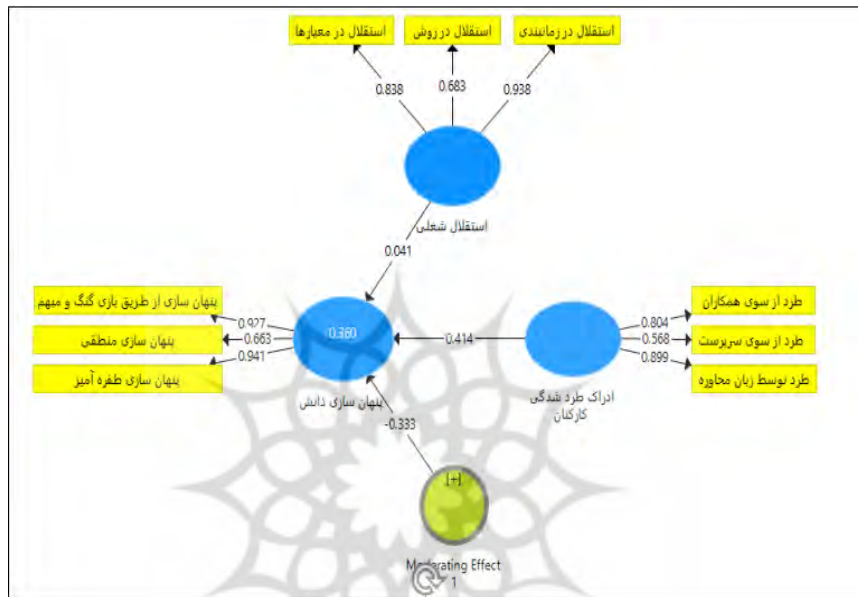 استقلال در معیارها
استقلال در روش
استقلال در زمانبندی
0.838
0.683
0.938
استقلال شغلی
0.041
پنهان سازی از طریق بازی گنگ و مبهم
پنهان سازی منطقی
پنهان سازی طفره آمیز
0.977
0.663
0.941
0.360
پنهان سازی دانش
0.414
ادراک طرد شدگی
کارکنان
0.804
0.568
0.899
طرد از سوی همکاران
طرد از سوی سرپرست
طرد توسط زبان محاوره
-0.333
[+]
Moderating Effect
1